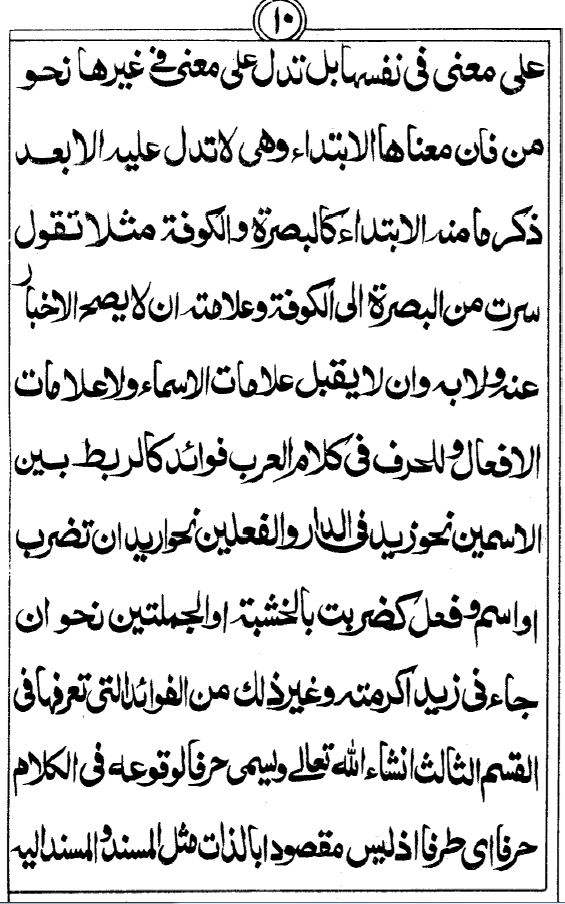 ١٠
على معنى فى نفسها بل تدل على معنى فے غيرها نحو
من فان معناها الابتداء وهى لا تدل عليه الا بعد
ذكر ما منه الابتداء كالبصرة والكوفة مثلا تقول
سرت من البصرة الى الكوفة وعلامته ان لا يصح الاخبار
عنه ولا به وان لا يقبل علامات الاسماء ولا علامات
الافعال وللحرف فى كلام العرب فوائد كالربط بين
الاسمين نحو زيد فى الدار والفعلين نحو اريد ان تضرب
او اسم وفعل كضربت بالخشبة او الجملتين نحو ان
جاءنى زيد اكرمته وغير ذلك من الفوائد التى تعرفها فى
القسم الثالث انشاء الله تعالے ويسمى حرفا لوقوعه فى الكلام
حرفا اى طرفا اذ ليس مقصودا بالذات مثل المسند والمسند اليه